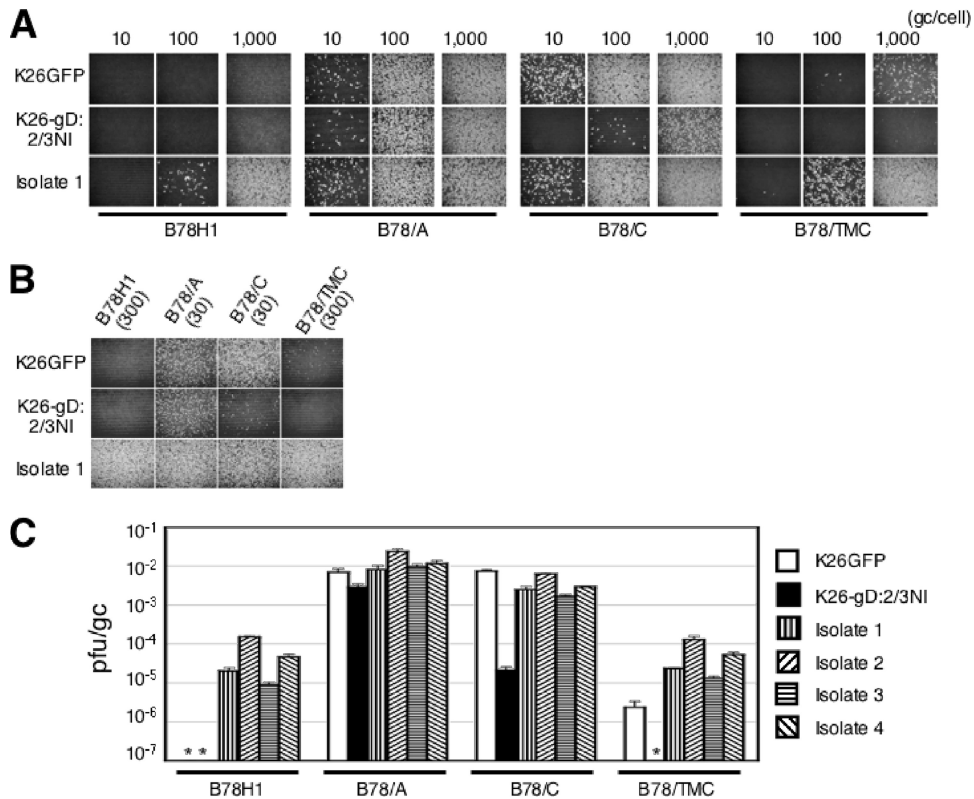 A
(gc/cell)
10 100 1,000 10 100 1,000 10 100 1,000 10 100 1,000
K26GFP
K26-gD:
2/3NI
Isolate 1
B78H1 B78/A B78/C B78/TMC
B
B78H1
(300)
B78/A
(30)
B78/C
(30)
B78/TMC
(300)
K26GFP
K26-gD:
2/3NI
Isolate 1
C
pfu/gc
10-1
10-2
10-3
10-4
10-5
10-6
10-7
* * *
B78H1 B78/A B78/C B78/TMC
K26GFP
K26-gD:2/3NI
Isolate 1
Isolate 2
Isolate 3
Isolate 4